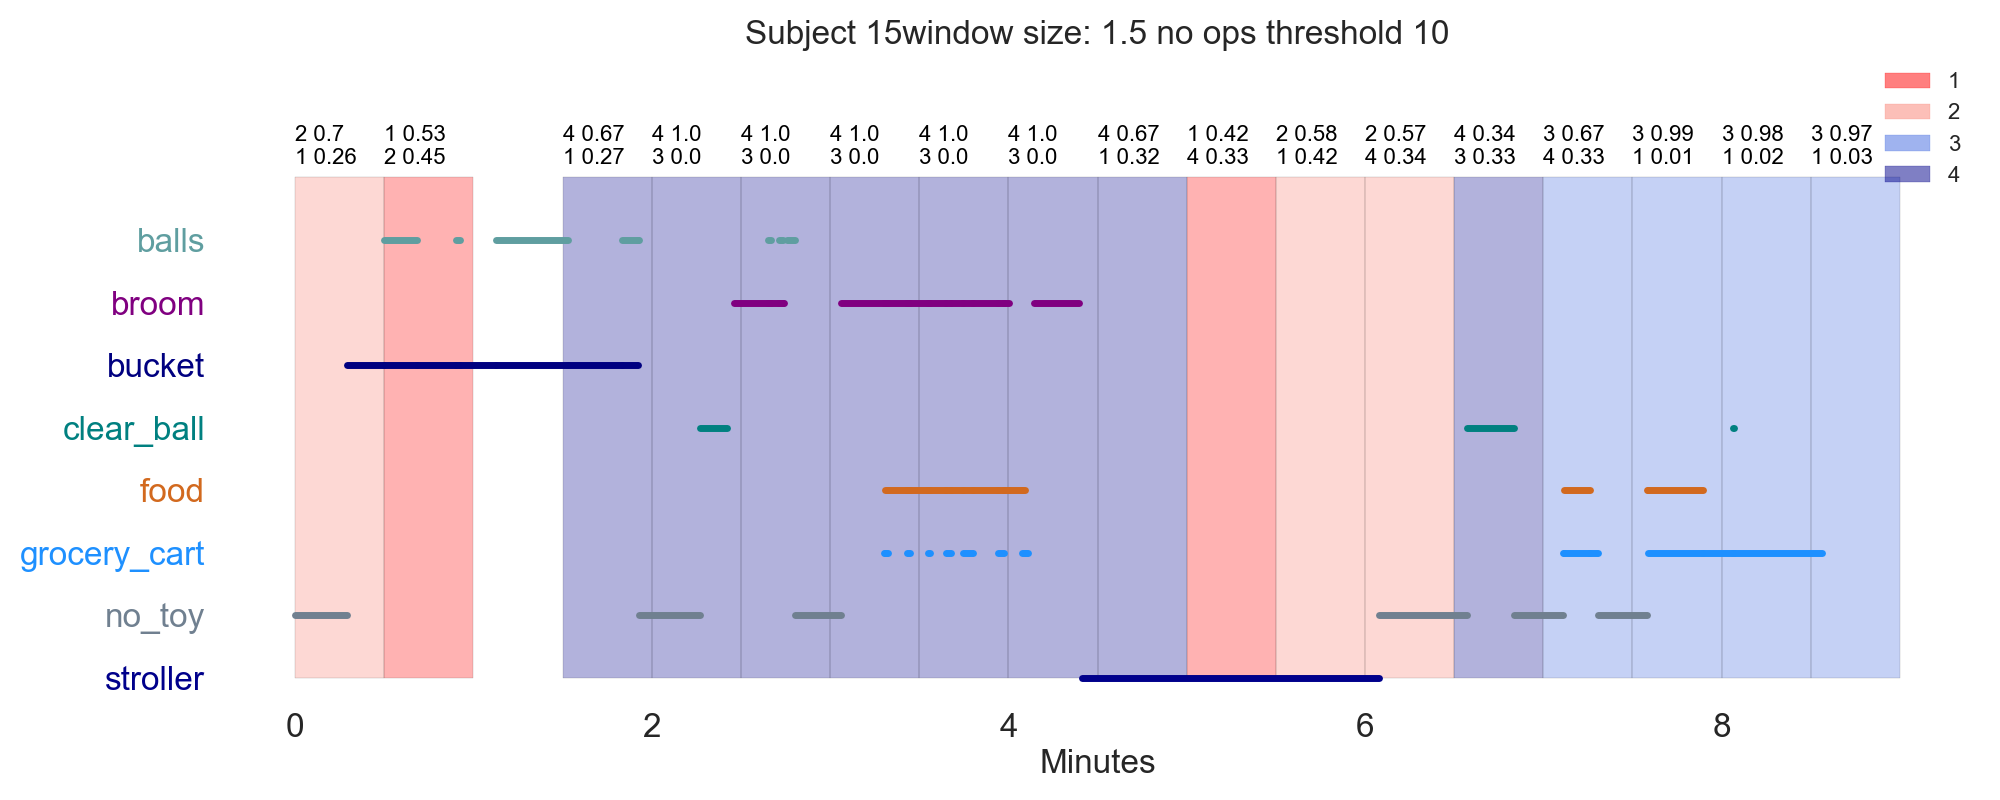 Subject 15window size: 1.5 no ops threshold 10
1
2
3
4
2 0.7 1 0.53 4 0.67 4 1.0 4 1.0 4 1.0 4 1.0 4 1.0 4 0.67 1 0.42 2 0.58 2 0.57 4 0.34 3 0.67 3 0.99 3 0.98 3 0.97
1 0.26 2 0.45 1 0.27 3 0.0 3 0.0 3 0.0 3 0.0 3 0.0 1 0.32 4 0.33 1 0.42 4 0.34 3 0.33 4 0.33 1 0.01 1 0.02 1 0.03
balls
broom
bucket
clear_ball
food
grocery_cart
no_toy
stroller
0 2 4 6 8
Minutes